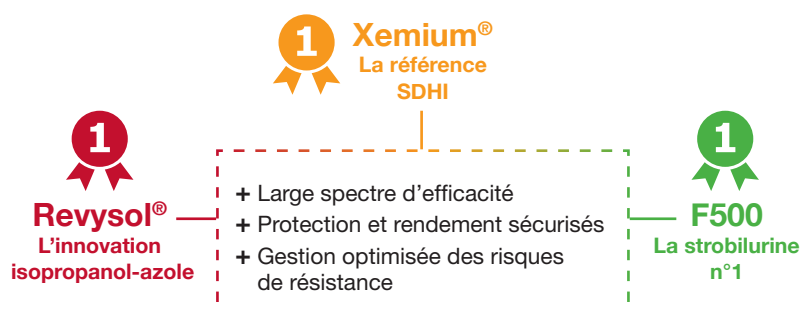 1
Xemium®
La référence
SDHI
1
Revysol®
L’innovation
isopropanol-azole
+ Large spectre d’efficacité
+ Protection et rendement sécurisés
+ Gestion optimisée des risques
de résistance
1
F500
La strobilurine
n°1